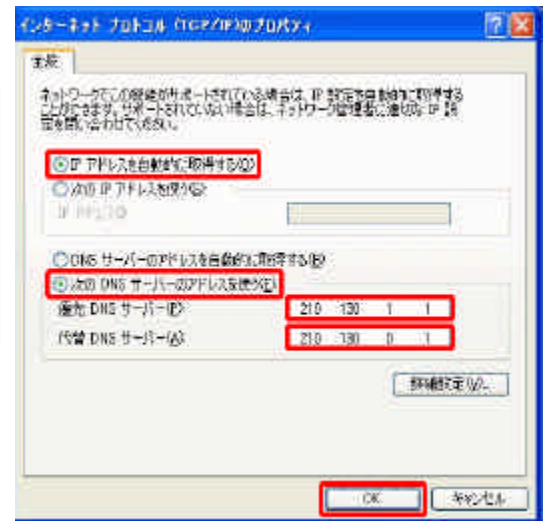 インターネット プロトコル (TCP/IP)のプロパティ
全般
ネットワークでこの機能がサポートされている場合は、IP 設定を自動的に取得する
ことができます。サポートされていない場合は、ネットワーク管理者に適切な IP 設
定を問い合わせてください。
IP アドレスを自動的に取得する(O)
次の IP アドレスを使う(S):
DNS サーバーのアドレスを自動的に取得する(B)
次の DNS サーバーのアドレスを使う(E):
優先 DNS サーバー(P):
210 130 1 1
代替 DNS サーバー(A):
210 130 0 1
詳細設定(V)...
OK
キャンセル